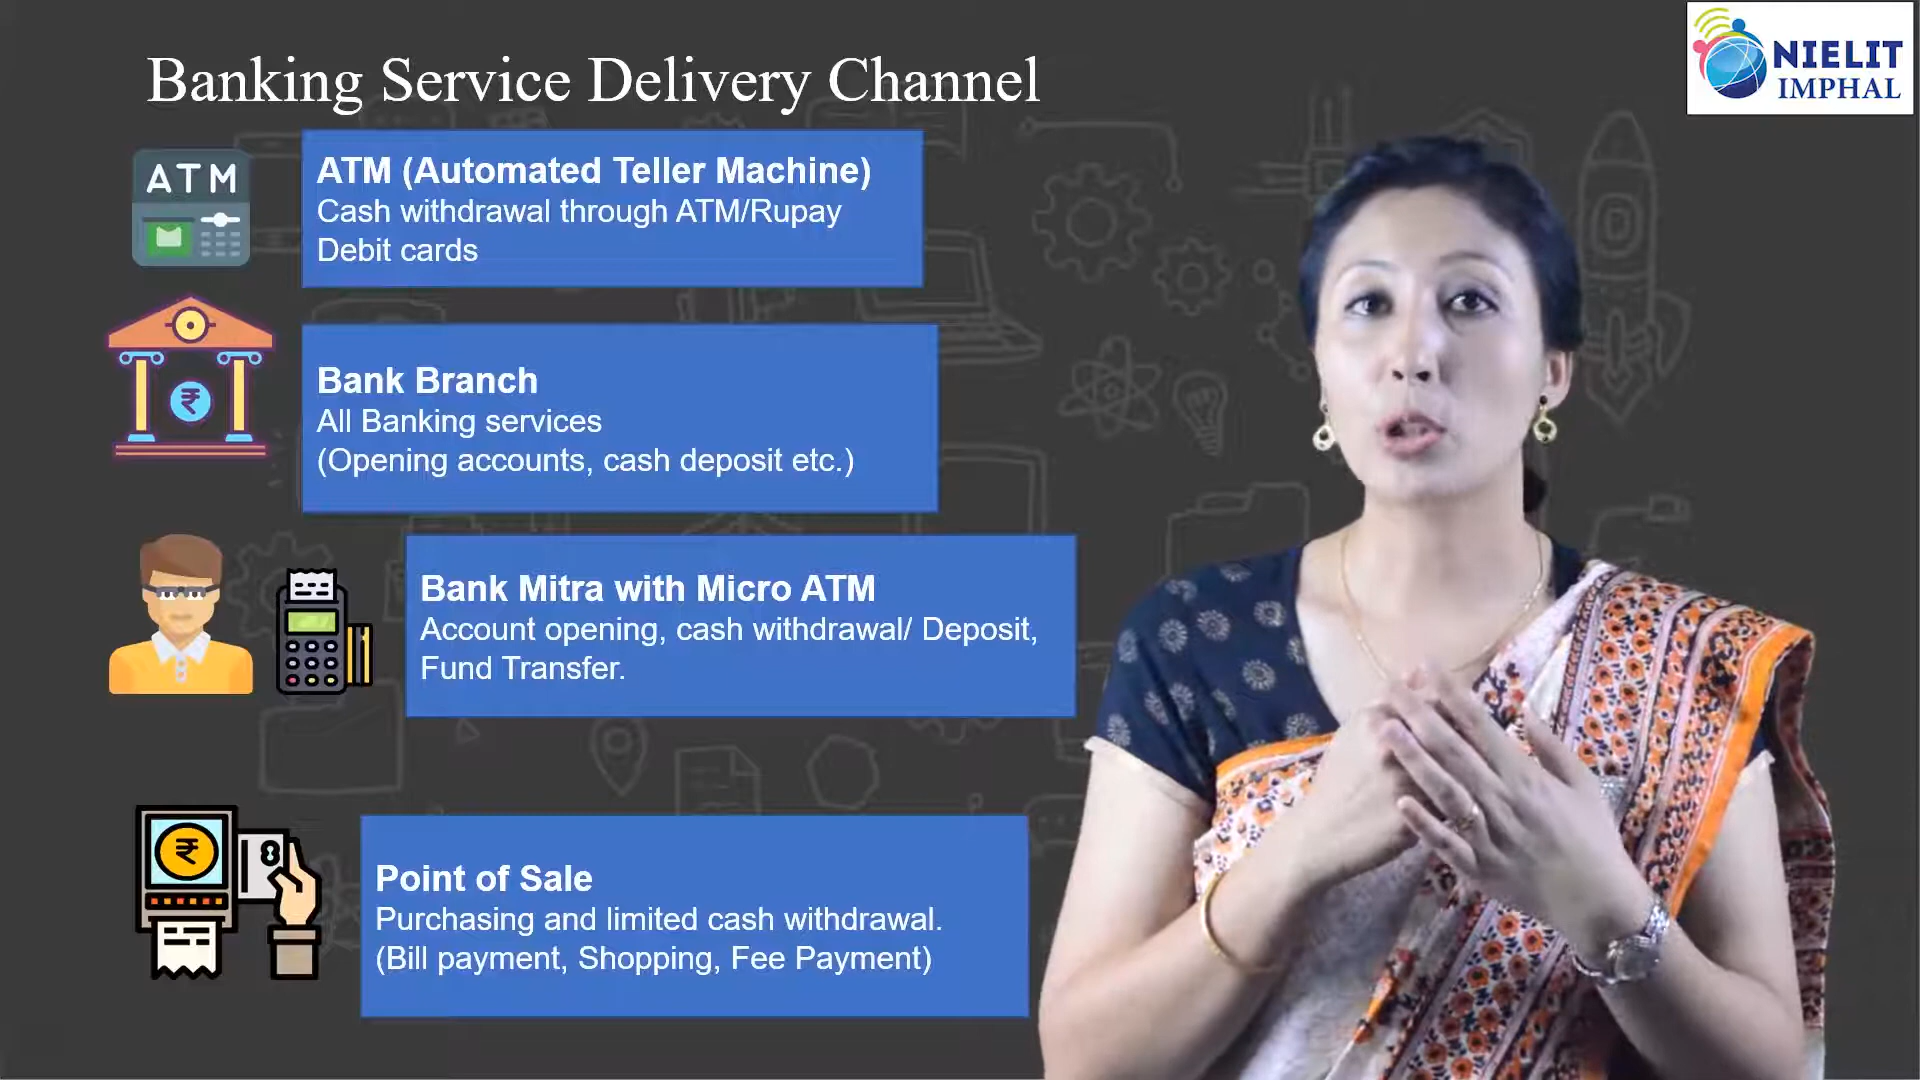 Banking Service Delivery Channel
NIELIT
IMPHAL
ATM
ATM (Automated Teller Machine)
Cash withdrawal through ATM/Rupay
Debit cards
Bank Branch
All Banking services
(Opening accounts, cash deposit etc.)
₹
Bank Mitra with Micro ATM
Account opening, cash withdrawal/ Deposit,
Fund Transfer.
₹
Point of Sale
Purchasing and limited cash withdrawal.
(Bill payment, Shopping, Fee Payment)